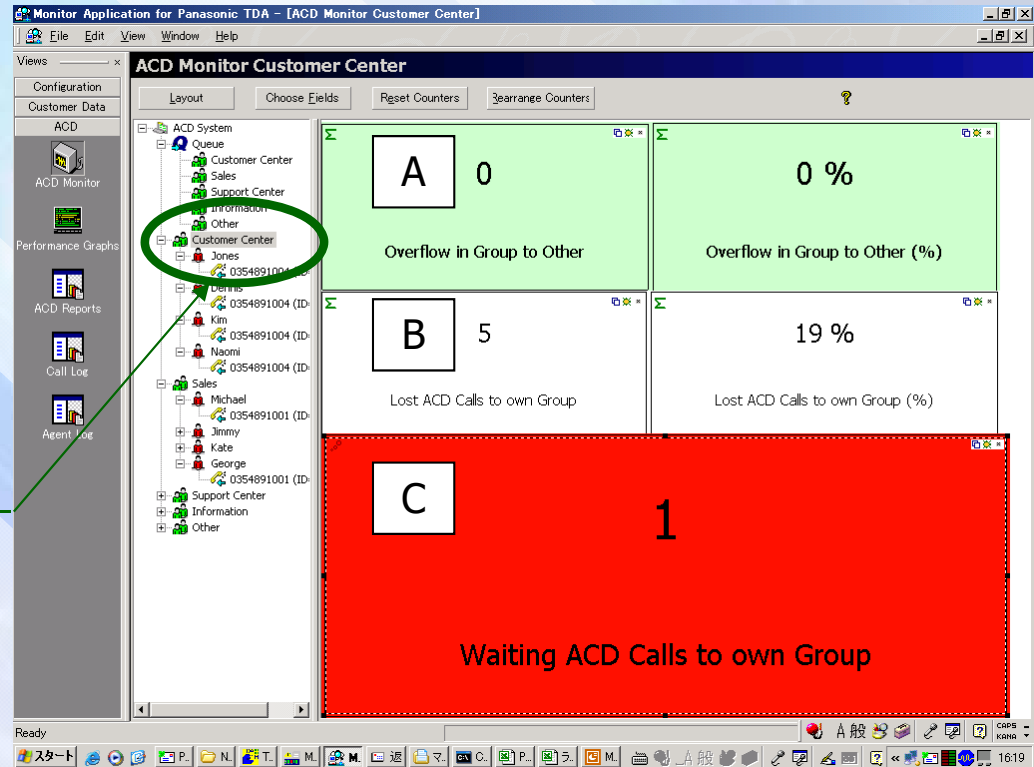 Monitor Application for Panasonic TDA - [ACD Monitor Customer Center]
File Edit View Window Help
Views
ACD Monitor Customer Center
Configuration
Customer Data
ACD
ACD Monitor
Performance Graphs
ACD Reports
Call Log
Agent Log
Layout
Choose Fields
Reset Counters
Rearrange Counters
ACD System
Queue
Customer Center
Sales
Support Center
Information
Other
Customer Center
Jones
0354891004 (ID:
Dennis
0354891004 (ID:
Kim
0354891004 (ID:
Naomi
0354891004 (ID:
Sales
Michael
0354891001 (ID:
Jimmy
Kate
George
0354891001 (ID:
Support Center
Information
Other
A
0
Overflow in Group to Other
0 %
Overflow in Group to Other (%)
B
5
Lost ACD Calls to own Group
19 %
Lost ACD Calls to own Group (%)
C
1
Waiting ACD Calls to own Group
Ready
A 般
CAPS
KANA
スタート
P..
N.
T.
M.
M.
返
マ.
C..
P...
ラ.
M.
A 般
16:19